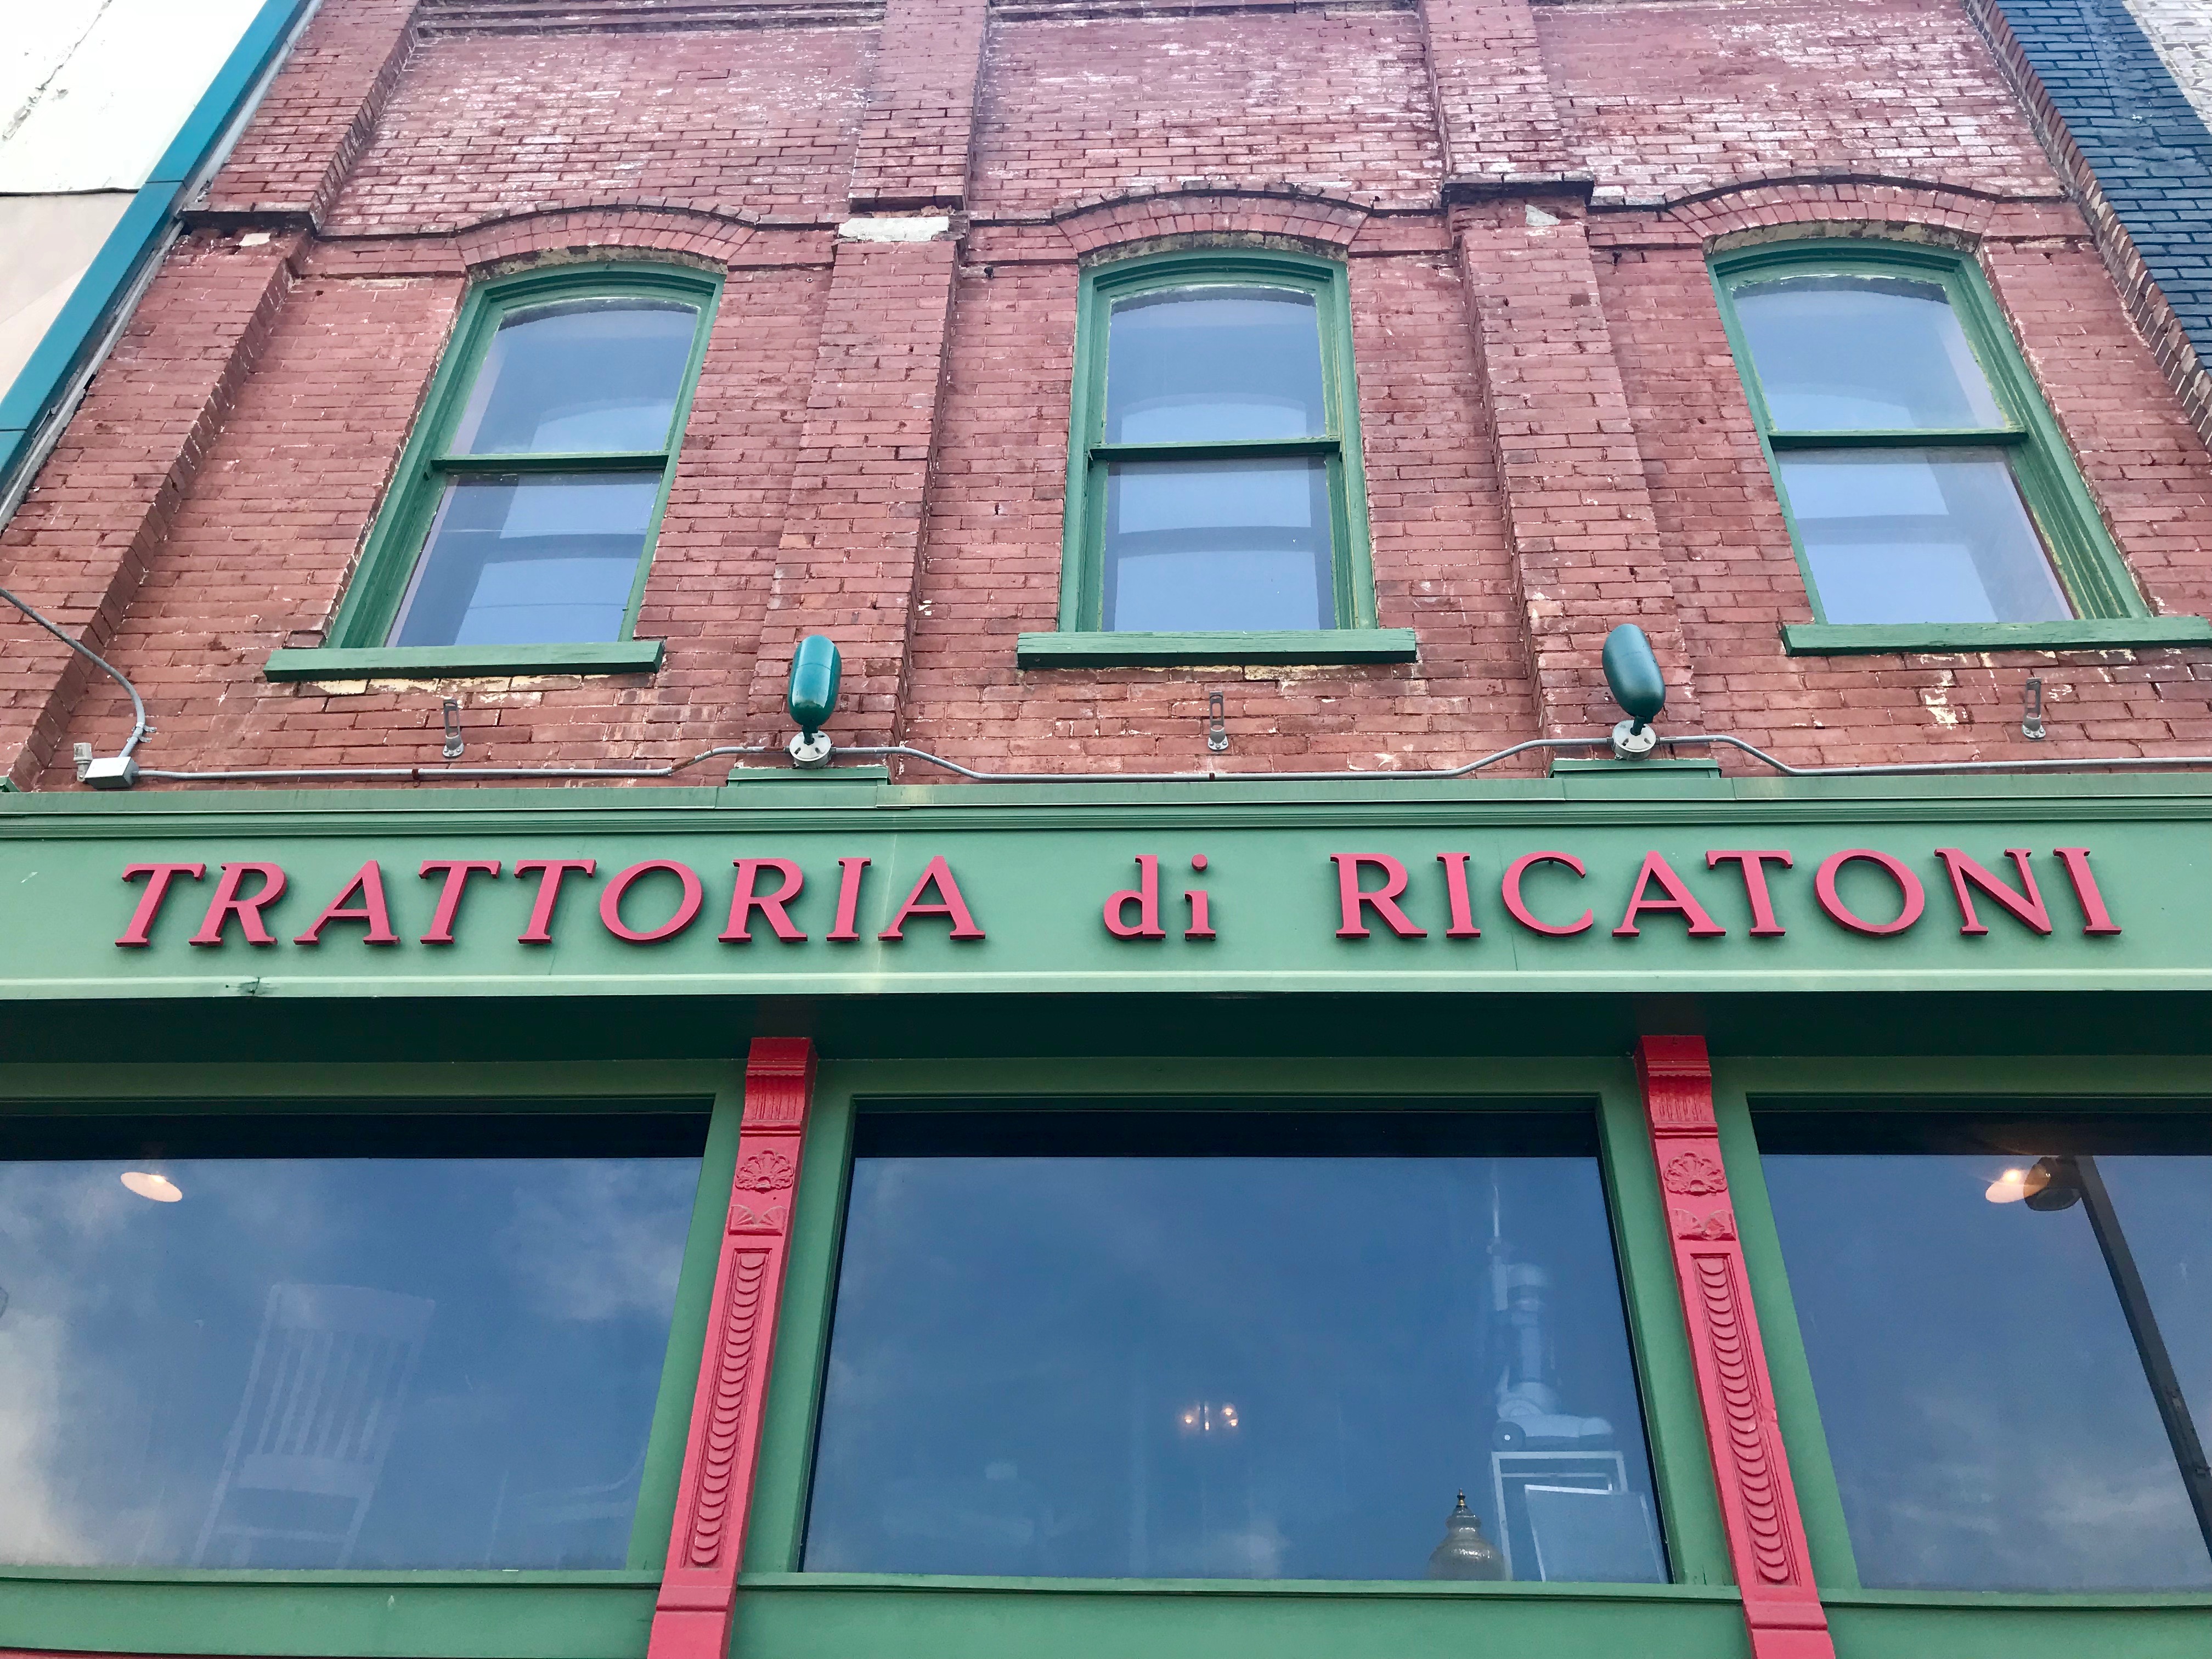 TRATTORIA di RICATONI